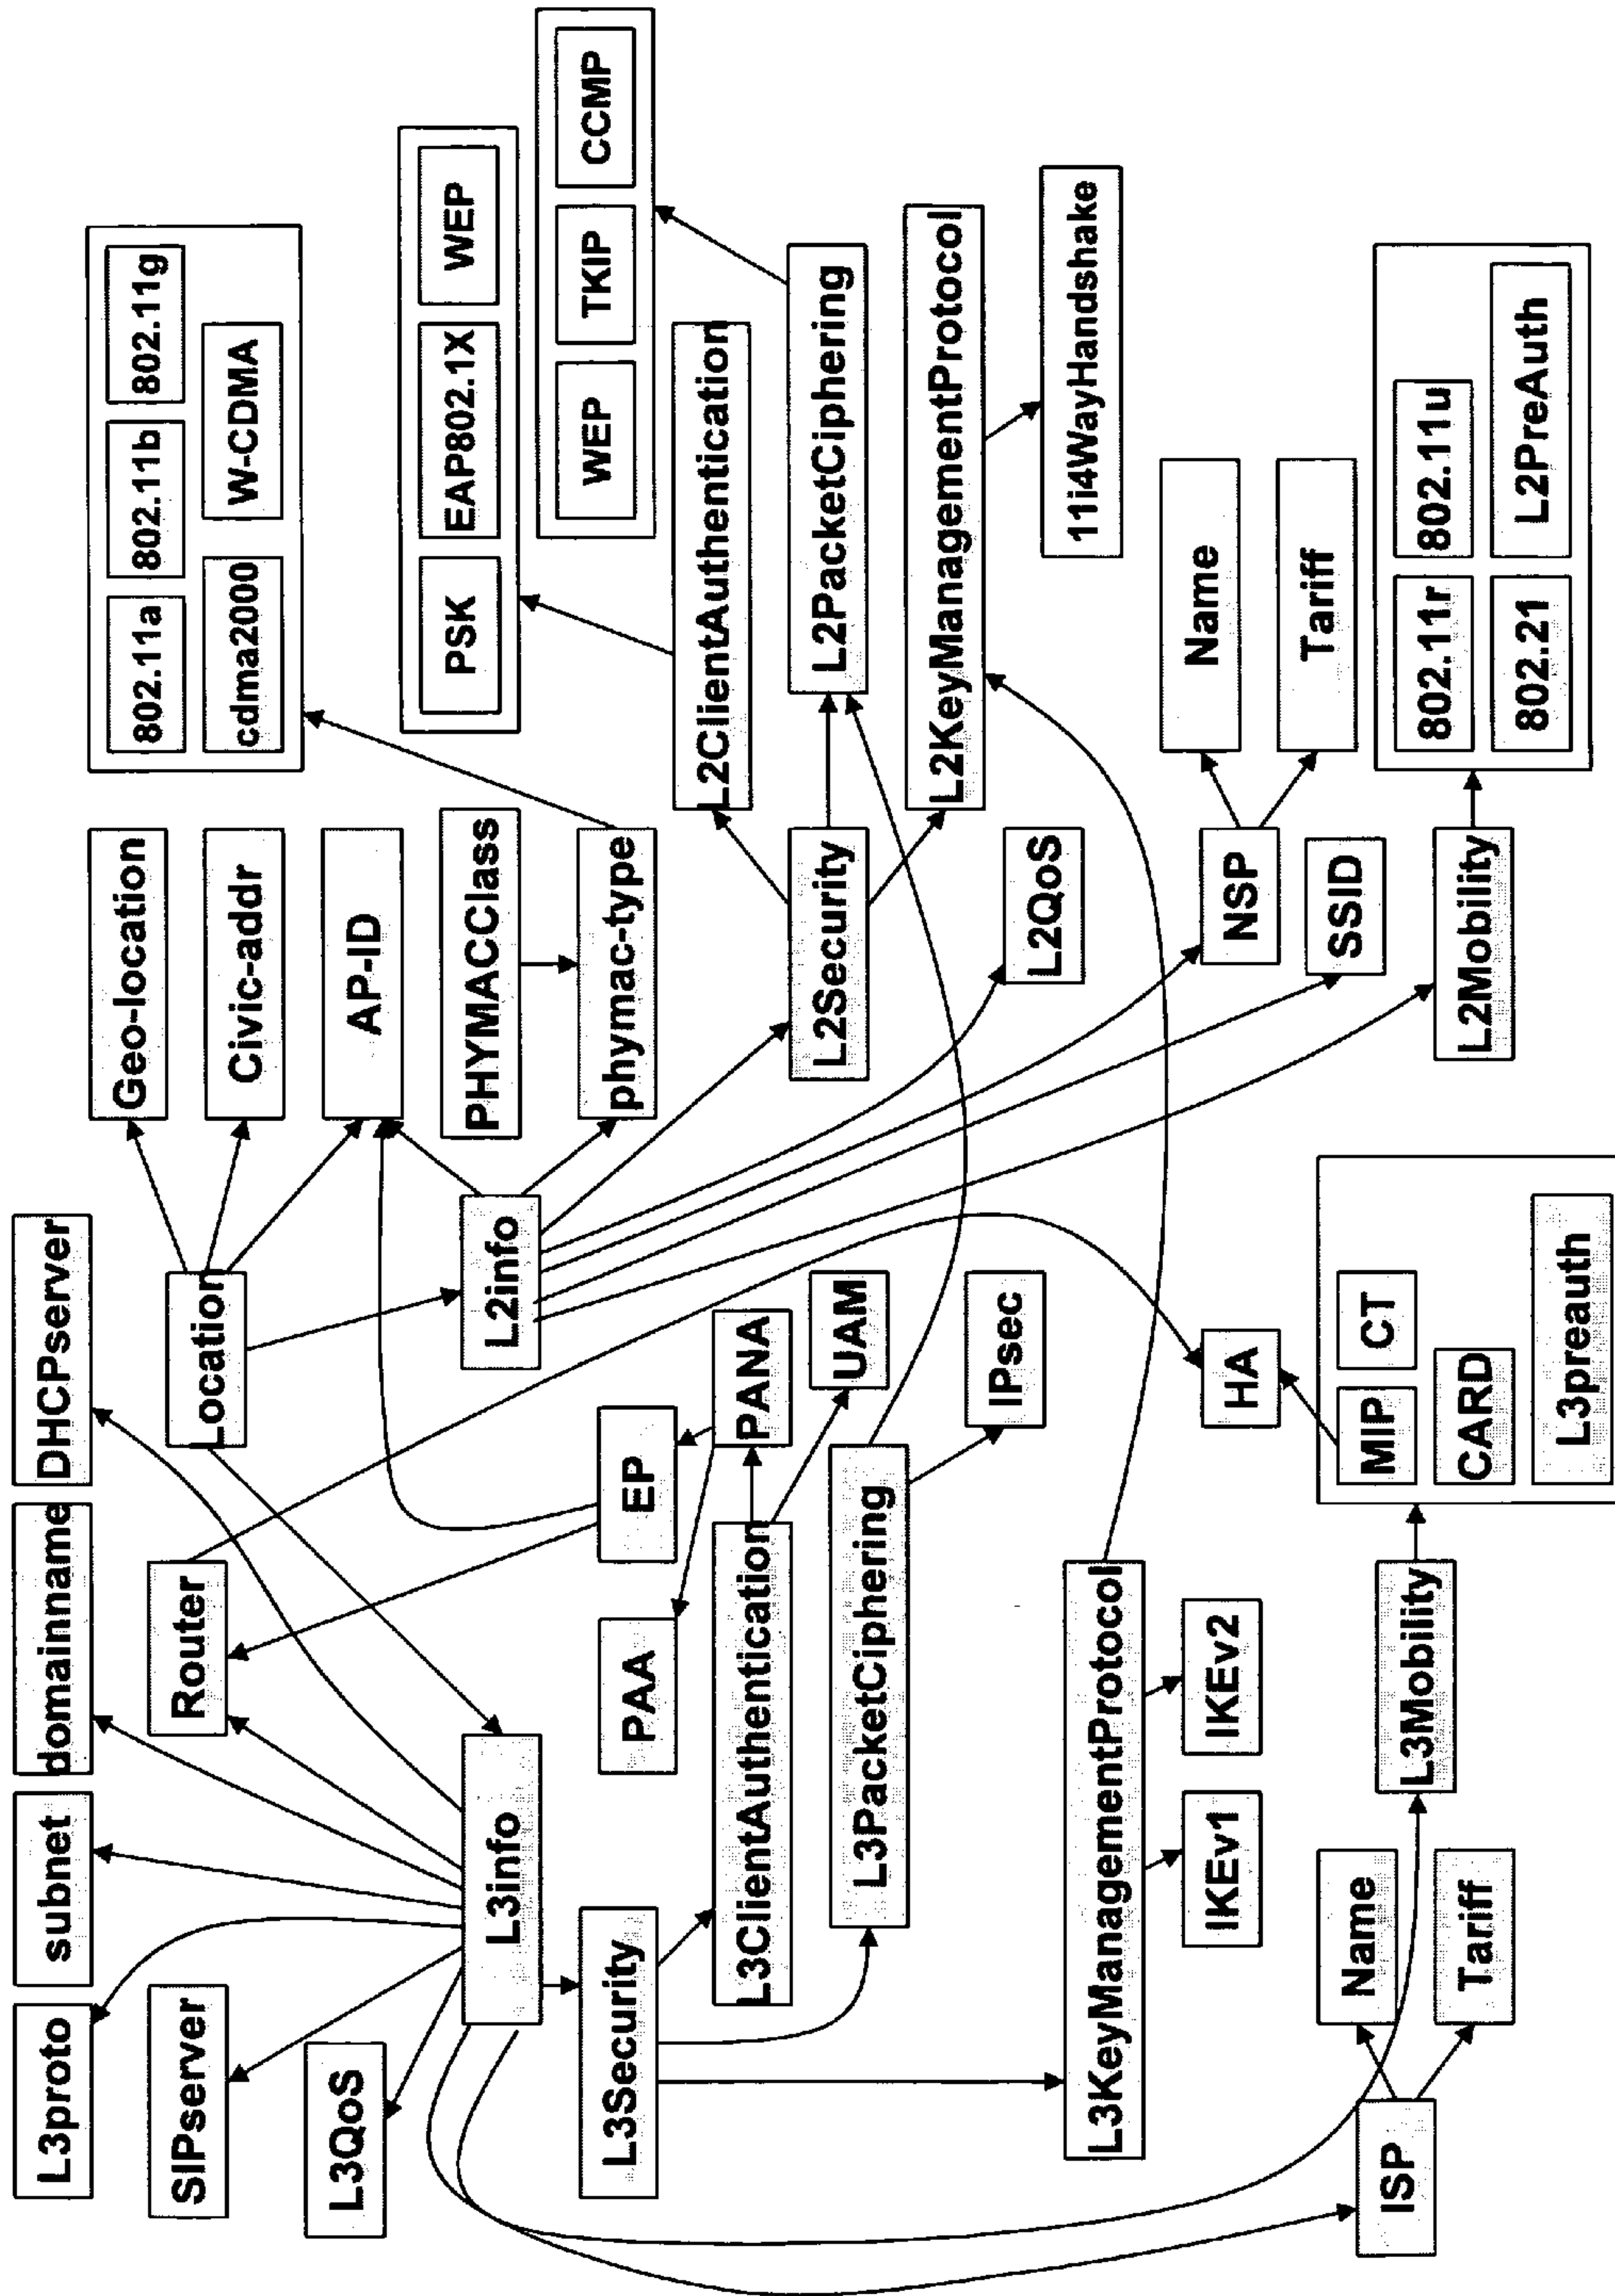 L3proto
subnet
domainname
DHCPserver
SIPserver
Router
Location
L3QoS
L3info
L2info
Geo-location
Civic-addr
AP-ID
PHYMACClass
phymac-type
802.11a
802.11b
802.11g
cdma2000
W-CDMA
PSK
EAP802.1X
WEP
WEP
TKIP
CCMP
L3Security
PAA
EP
L3ClientAuthentication
PANA
UAM
L3PacketCiphering
IPsec
L2Security
L2ClientAuthentication
L2PacketCiphering
L2KeyManagementProtocol
11i4WayHandshake
L2QoS
L3KeyManagementProtocol
IKEv1
IKEv2
HA
NSP
Name
Tariff
SSID
ISP
Name
Tariff
L3Mobility
MIP
CT
CARD
L3preauth
L2Mobility
802.11r
802.11u
802.21
L2PreAuth